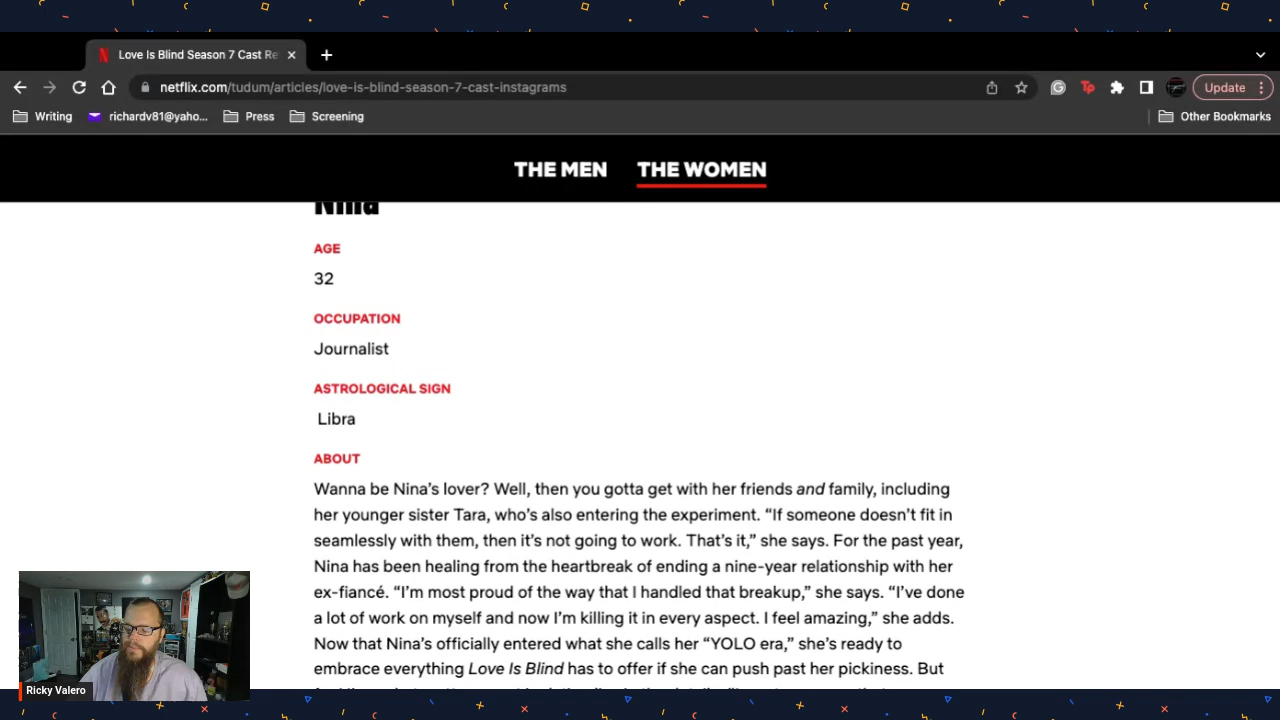 Love Is Blind Season 7 Cast Re
netflix.com/tudum/articles/love-is-blind-season-7-cast-instagrams
Update
Writing
richardv81@yaho...
Press
Screening
Other Bookmarks
THE MEN
THE WOMEN
Nina
AGE
32
OCCUPATION
Journalist
ASTROLOGICAL SIGN
Libra
ABOUT
Wanna be Nina’s lover? Well, then you gotta get with her friends and family, including
her younger sister Tara, who’s also entering the experiment. “If someone doesn’t fit in
seamlessly with them, then it’s not going to work. That’s it,” she says. For the past year,
Nina has been healing from the heartbreak of ending a nine-year relationship with her
ex-fiancé. “I’m most proud of the way that I handled that breakup,” she says. “I’ve done
a lot of work on myself and now I’m killing it in every aspect. I feel amazing,” she adds.
Now that Nina’s officially entered what she calls her “YOLO era,” she’s ready to
embrace everything Love Is Blind has to offer if she can push past her pickiness. But
Ricky Valero